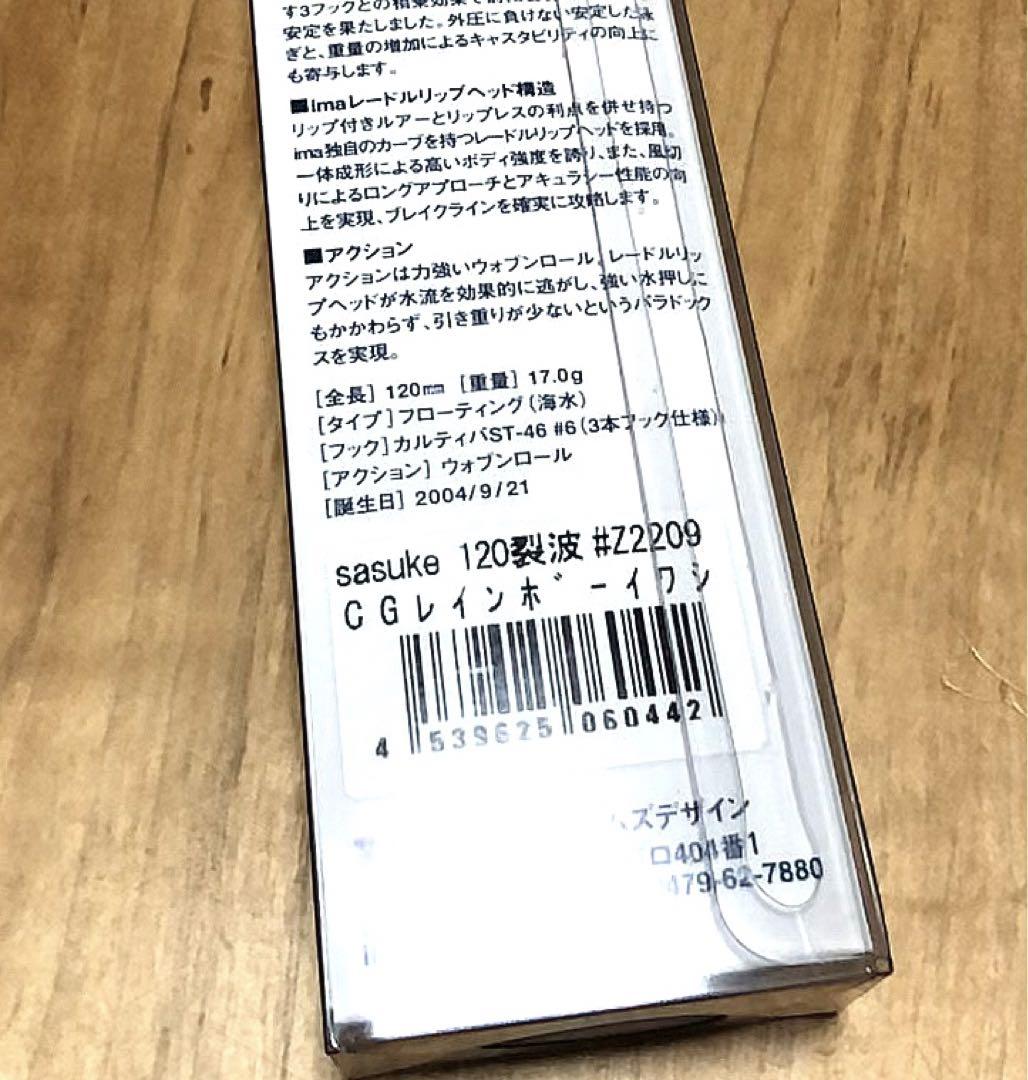 す3フックとの相乗効果で
安定を果たしました。外圧に負けない安定した泳
ぎと、重量の増加によるキャスタビリティの向上に
も寄与します。
■imaレードルリップヘッド構造
リップ付きルアーとリップレスの利点を併せ持つ
ima独自のカーブを持つレードルリップヘッドを採用。
一体成形による高いボディ強度を誇り、また、風切
りによるロングアプローチとアキュラシー性能の向
上を実現、ブレイクラインを確実に攻略します。
■アクション
アクションは力強いウォブンロール。レードルリッ
プヘッドが水流を効果的に逃がし、強い水押しに
もかかわらず、引き重りが少ないというパラドック
スを実現。
[全長] 120㎜ [重量] 17.0g
[タイプ] フローティング(海水)
[フック] カルティバST-46 #6(3本フック仕様)
[アクション] ウォブンロール
[誕生日] 2004/9/21
sasuke 120裂波 #Z2209
CGレインボーイワシ
4 539625 060442
ムズデザイン
口404番1
479-62-7880